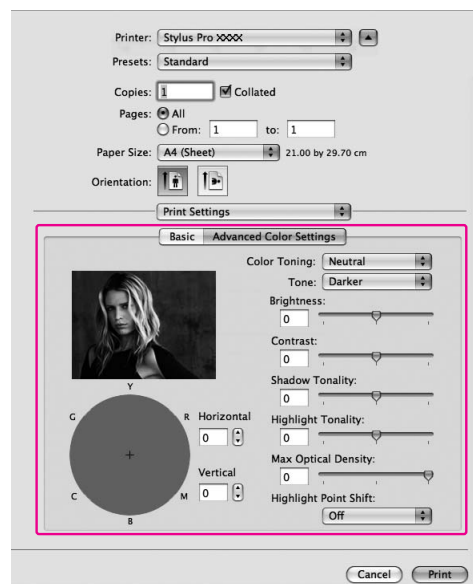 Printer: Stylus Pro XXXX
Presets: Standard
Copies: 1 Collated
Pages: All
From: 1 to: 1
Paper Size: A4 (Sheet) 21.00 by 29.70 cm
Orientation:
Print Settings
Basic Advanced Color Settings
Color Toning: Neutral
Tone: Darker
Brightness:
0
Contrast:
0
Shadow Tonality:
0
Highlight Tonality:
0
Max Optical Density:
0
Highlight Point Shift:
Off
Y
G R
C M
B
Horizontal
0
Vertical
0
Cancel Print